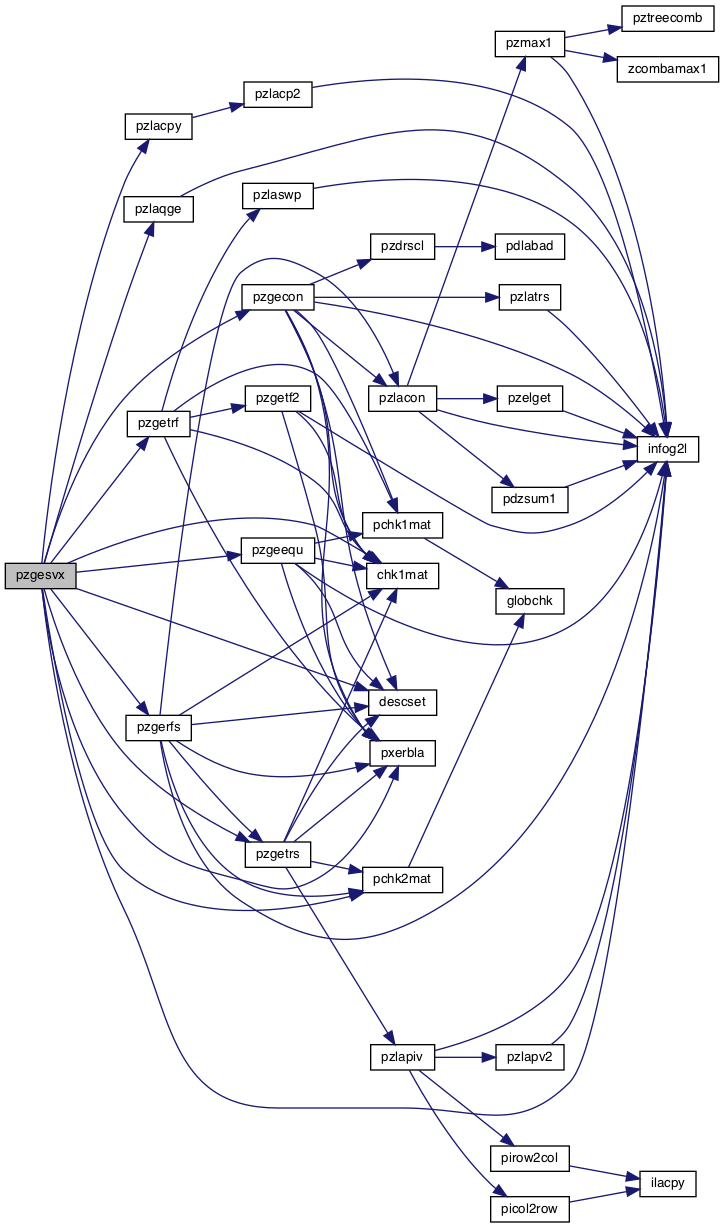 pztreecomb
pzmax1
zcombamax1
pzlacp2
pzlacpy
pzlaswp
pzlaqge
pzdrscl
pdlabad
pzgecon
pzlatrs
pzgetf2
pzlacon
pzelget
pzgetrf
infog2l
pdzsum1
pchk1mat
pzgeequ
pzgesvx
chk1mat
globchk
descset
pzgerfs
pxerbla
pzgetrs
pchk2mat
pzlapiv
pzlapv2
pirow2col
ilacpy
picol2row